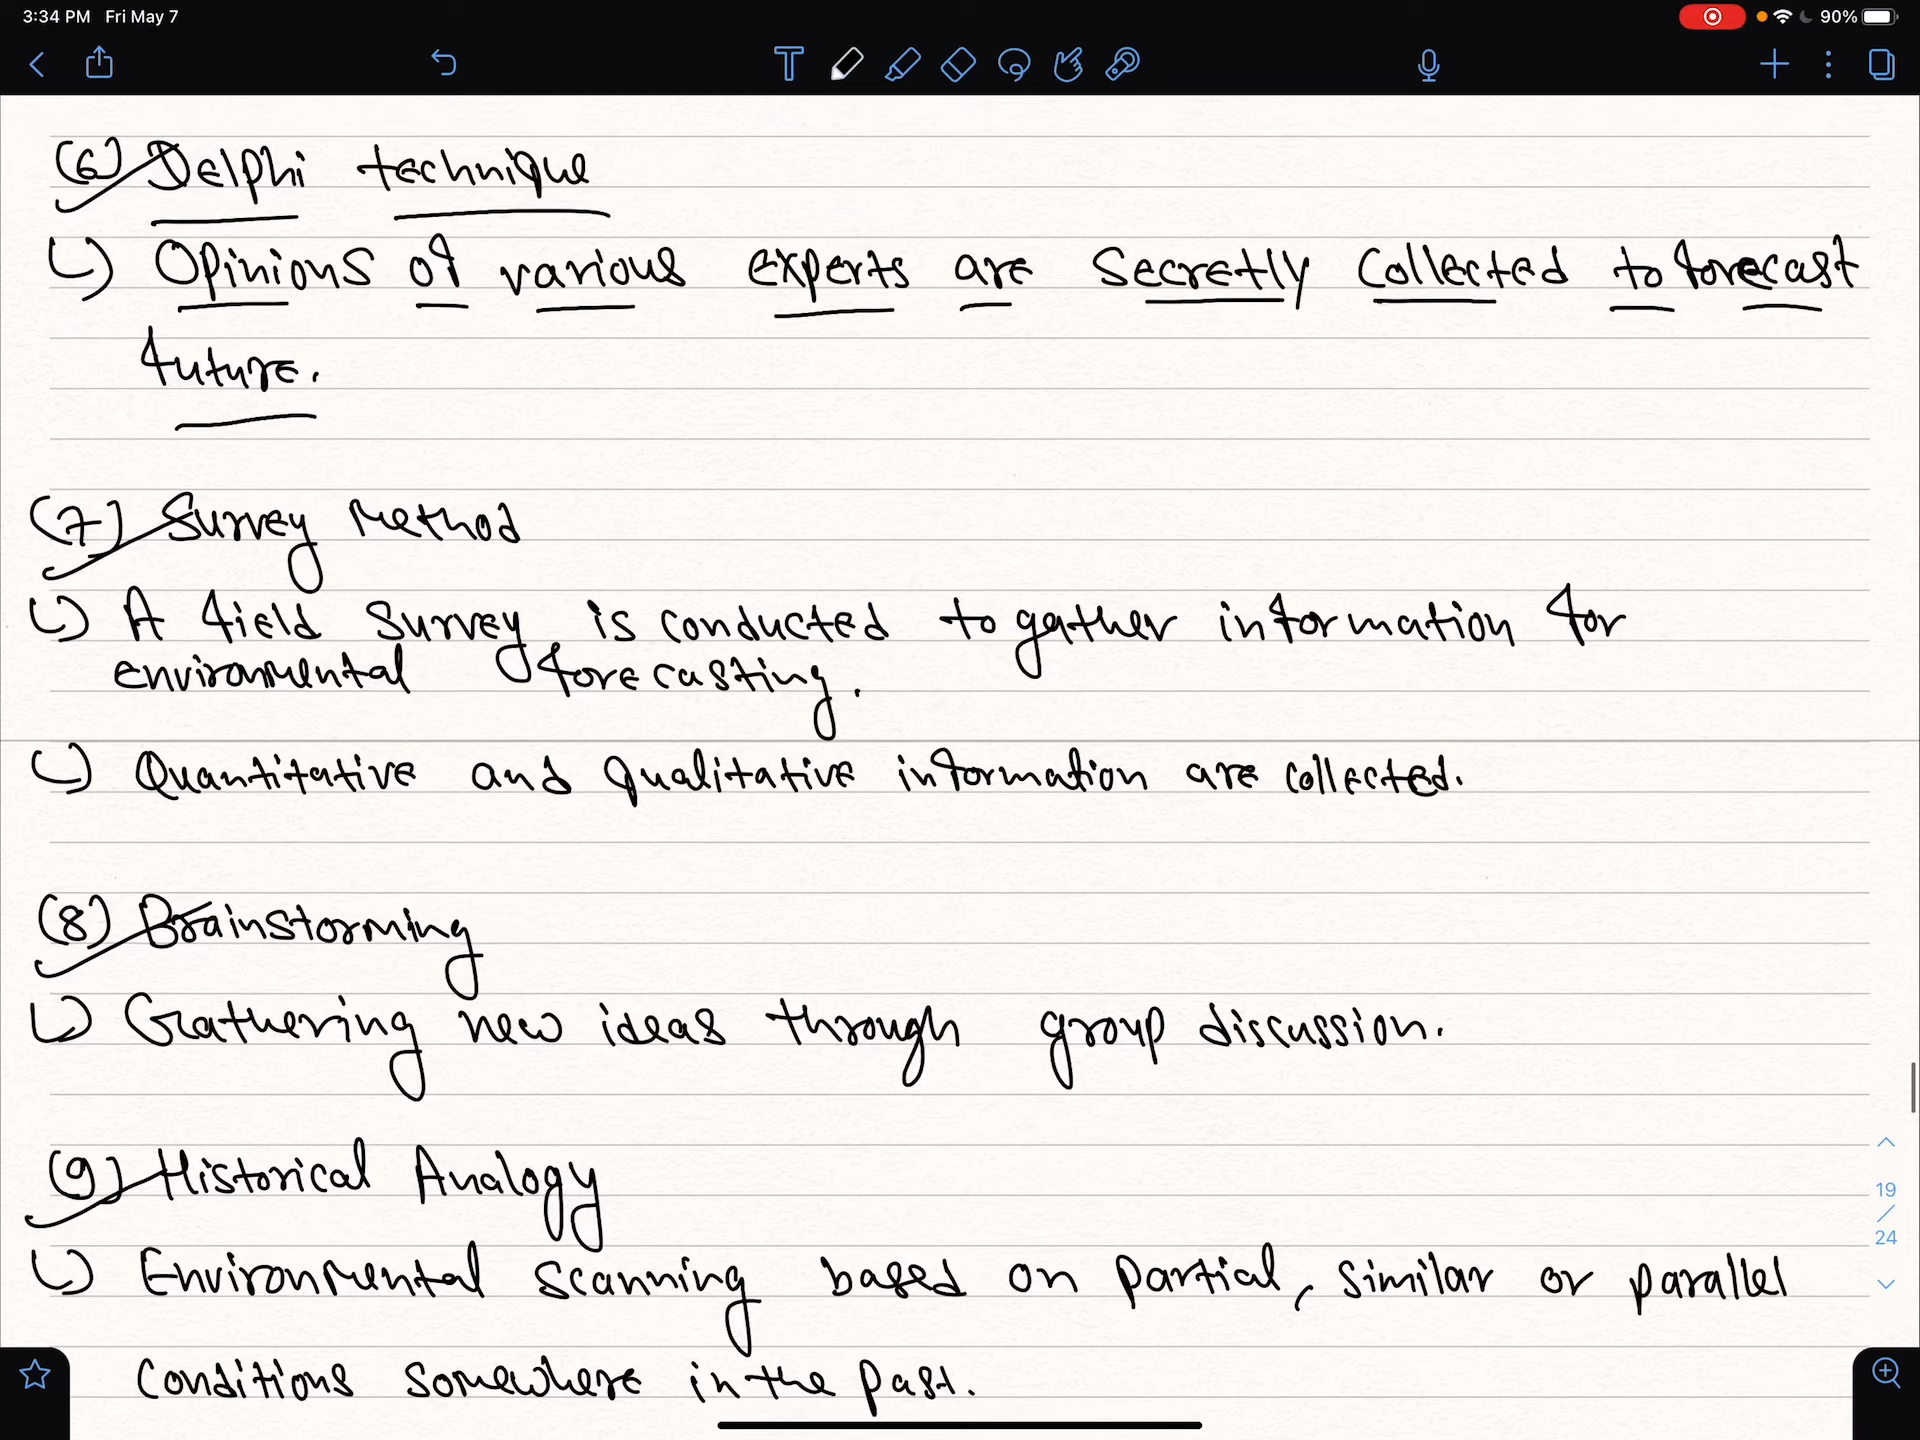 3:34 PM Fri May 7
90%
(6) Delphi technique
Opinions of various experts are secretly collected to forecast
future.
(7) Survey Method
A field survey is conducted to gather information for
environmental forecasting.
Quantitative and qualitative information are collected.
(8) Brainstorming
Gathering new ideas through group discussion.
(9) Historical Analogy
Environmental scanning based on partial, similar or parallel
conditions somewhere in the past.
19
/
24